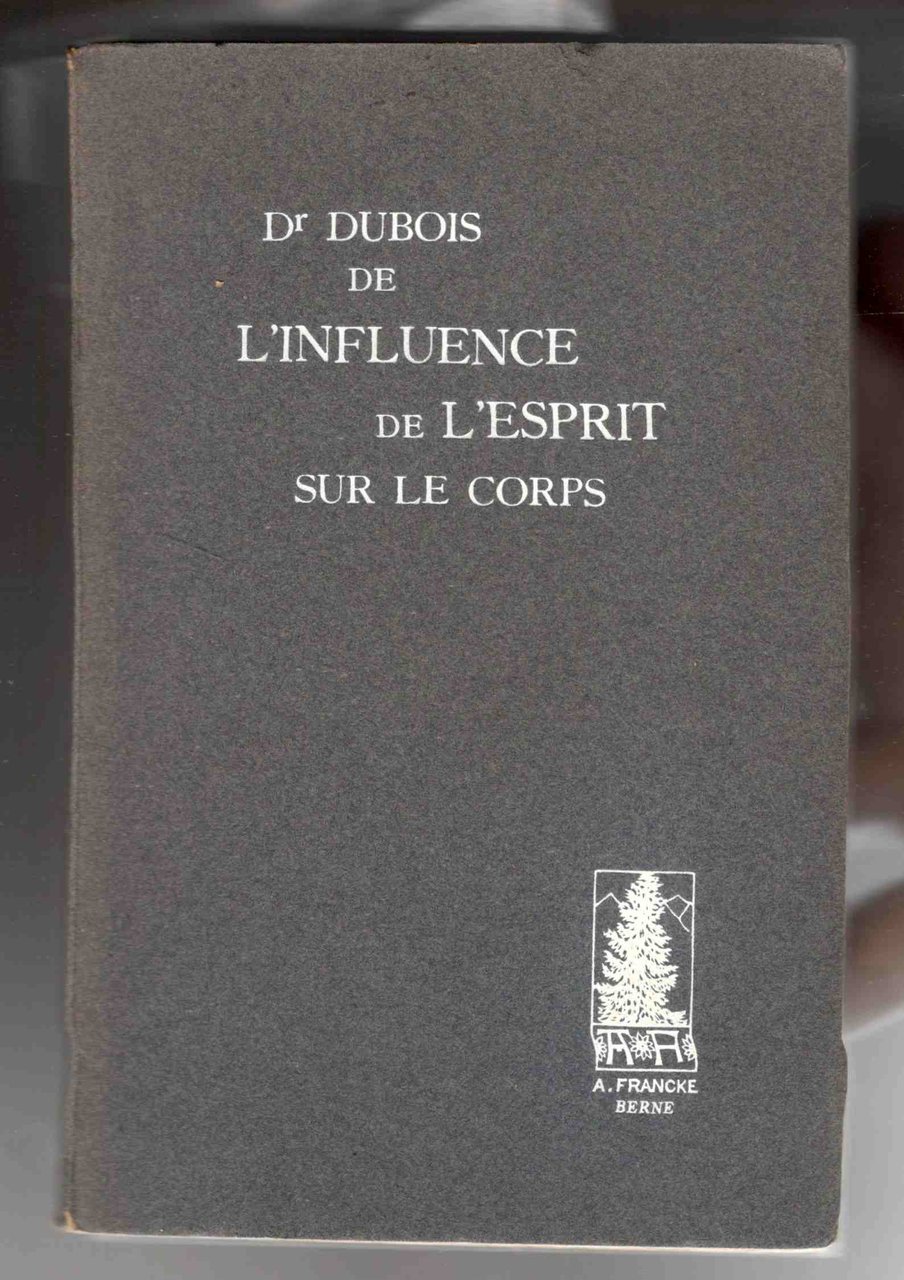 Dr DUBOIS
DE
L'INFLUENCE
DE L'ESPRIT
SUR LE CORPS
A. FRANCKE
BERNE